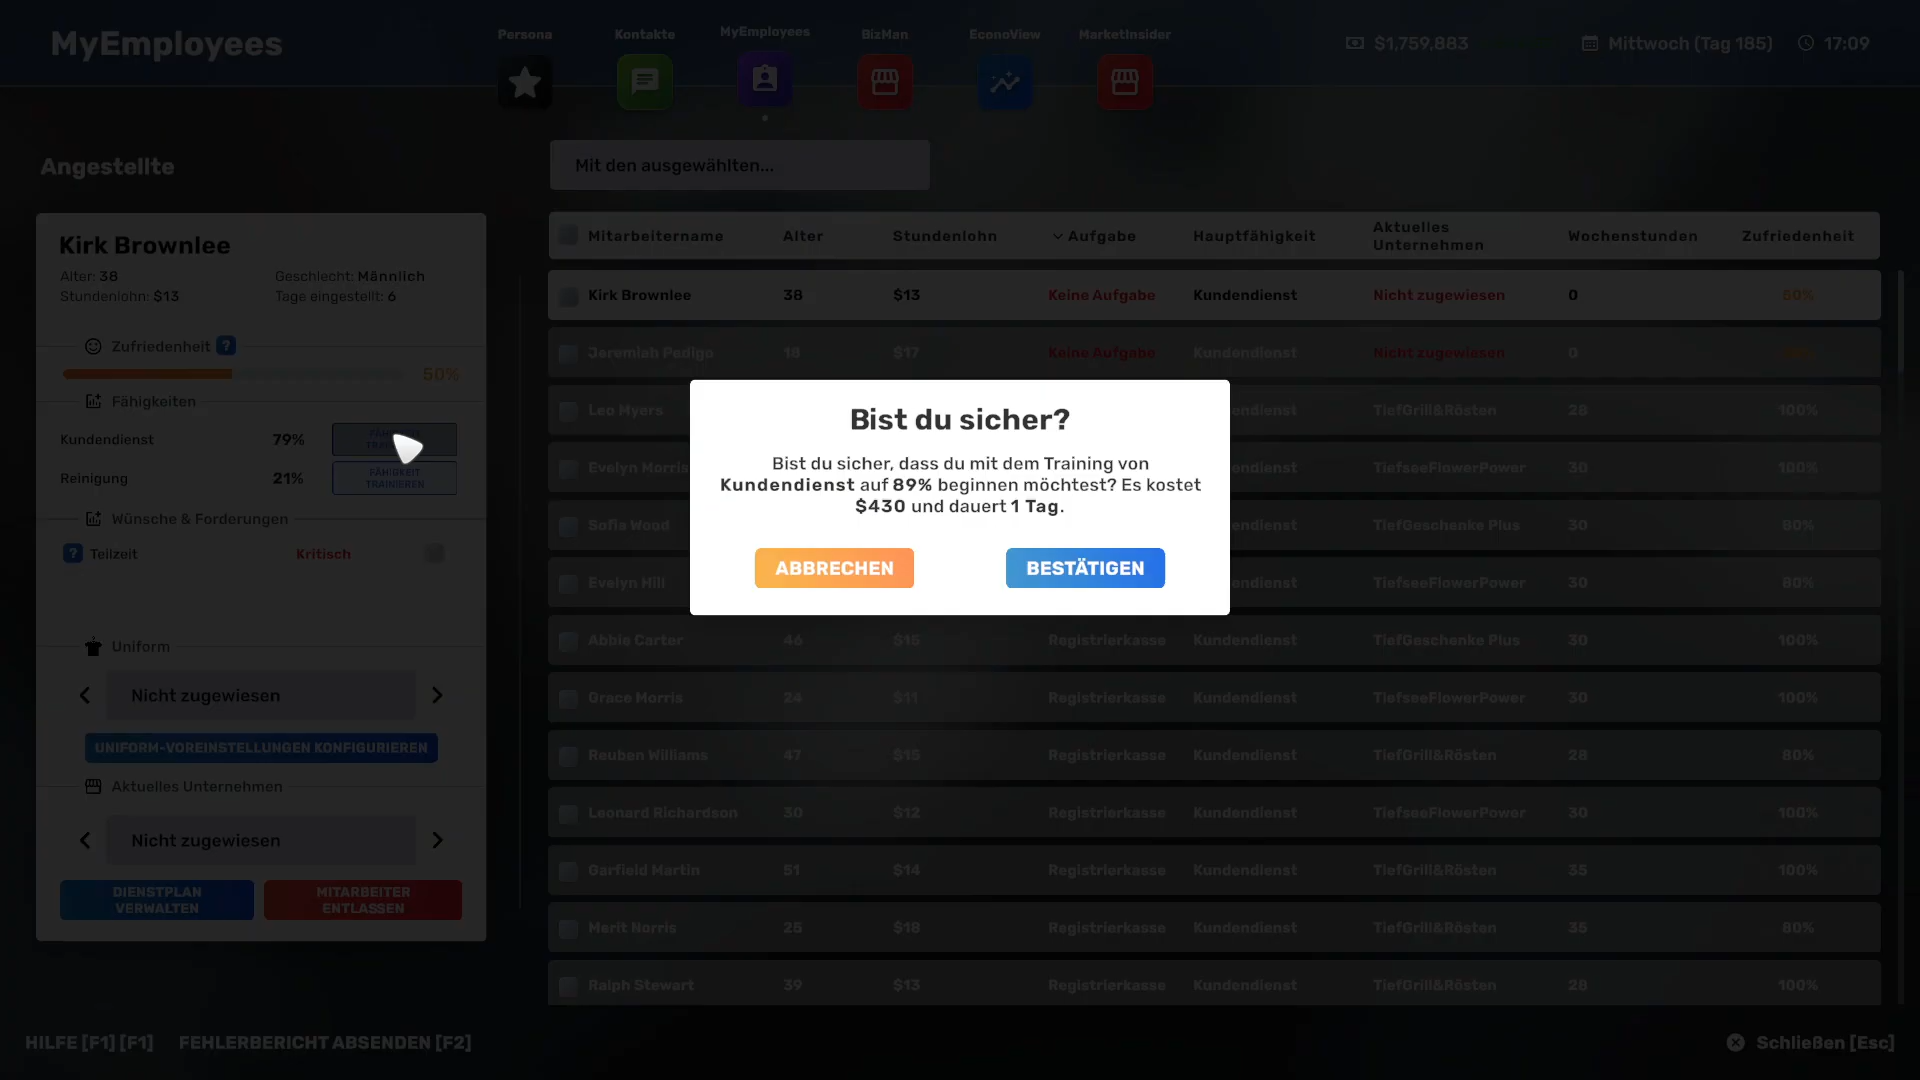 MyEmployees
Persona
Kontakte
MyEmployees
BizMan
EconoView
MarketInsider
$1,759,883
Mittwoch (Tag 185)
17:09
Angestellte
Mit den ausgewählten...
Kirk Brownlee
Alter: 38
Geschlecht: Männlich
Stundenlohn: $13
Tage eingestellt: 6
Zufriedenheit ?
50%
Fähigkeiten
Kundendienst 79%
Reinigung 21% FÄHIGKEIT
TRAINIEREN
Wünsche & Forderungen
? Teilzeit Kritisch
Uniform
Nicht zugewiesen
UNIFORM-VOREINSTELLUNGEN KONFIGURIEREN
Aktuelles Unternehmen
Nicht zugewiesen
DIENSTPLAN
VERWALTEN
MITARBEITER
ENTLASSEN
Mitarbeitername Alter Stundenlohn Aufgabe Hauptfähigkeit Aktuelles
Unternehmen Wochenstunden Zufriedenheit
Kirk Brownlee 38 $13 Keine Aufgabe Kundendienst Nicht zugewiesen 0 50%
Jeremiah Pedigo 18 $17 Keine Aufgabe Kundendienst Nicht zugewiesen 0
Leo Myers endienst TiefGrill&Rösten 28 100%
Evelyn Morris endienst TiefseeFlowerPower 30 100%
Sofia Wood endienst TiefGeschenke Plus 30 80%
Evelyn Hill endienst TiefseeFlowerPower 30 80%
Abbie Carter 46 $15 Registrierkasse Kundendienst TiefGeschenke Plus 30 100%
Grace Morris 24 $11 Registrierkasse Kundendienst TiefseeFlowerPower 30 100%
Reuben Williams 47 $15 Registrierkasse Kundendienst TiefGrill&Rösten 28 80%
Leonard Richardson 30 $12 Registrierkasse Kundendienst TiefseeFlowerPower 30 100%
Garfield Martin 51 $14 Registrierkasse Kundendienst TiefGrill&Rösten 35 100%
Merit Norris 25 $18 Registrierkasse Kundendienst TiefGrill&Rösten 35 80%
Ralph Stewart 39 $13 Registrierkasse Kundendienst TiefGrill&Rösten 28 100%
Bist du sicher?
Bist du sicher, dass du mit dem Training von
Kundendienst auf 89% beginnen möchtest? Es kostet
$430 und dauert 1 Tag.
ABBRECHEN
BESTÄTIGEN
HILFE [F1] [F1]
FEHLERBERICHT ABSENDEN [F2]
Schließen [Esc]